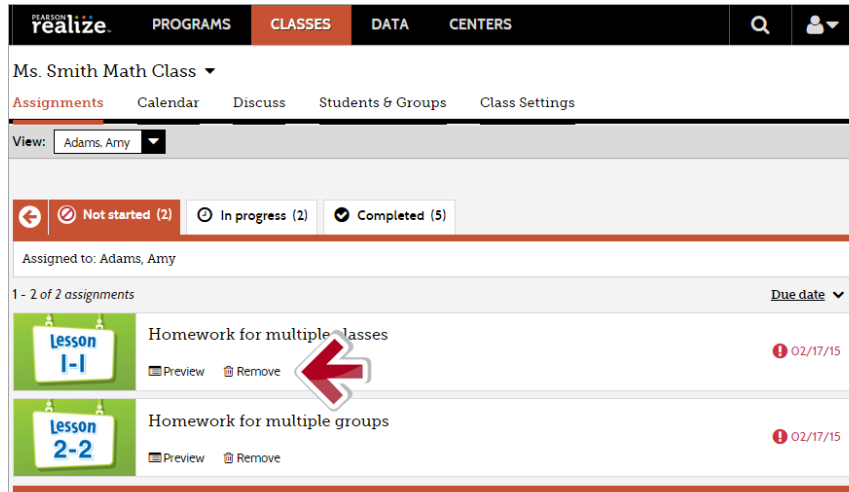 PEARSON
realize. PROGRAMS CLASSES DATA CENTERS
Ms. Smith Math Class
Assignments Calendar Discuss Students & Groups Class Settings
View: Adams, Amy
Not started (2) In progress (2) Completed (5)
Assigned to: Adams, Amy
1 - 2 of 2 assignments Due date
Lesson
1-1
Homework for multiple classes
Preview Remove
02/17/15
Lesson
2-2
Homework for multiple groups
Preview Remove
02/17/15